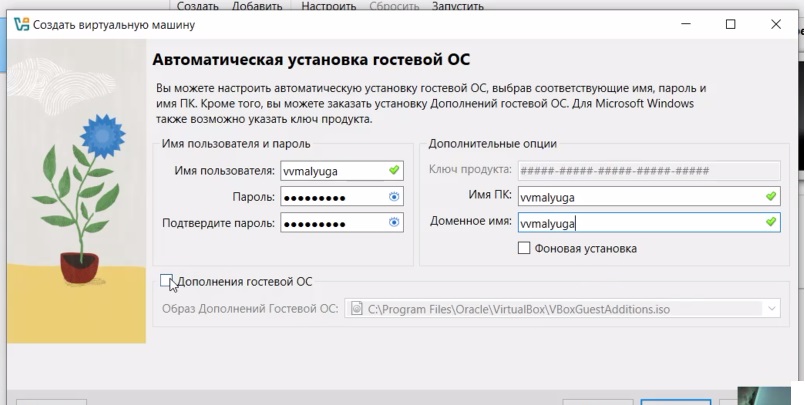 Создать Добавить Настроить Сбросить Запустить
Создать виртуальную машину
Автоматическая установка гостевой ОС
Вы можете настроить автоматическую установку гостевой ОС, выбрав соответствующие имя, пароль и
имя ПК. Кроме того, вы можете заказать установку Дополнений гостевой ОС. Для Microsoft Windows
также возможно указать ключ продукта.
Имя пользователя и пароль
Имя пользователя: vvmalyuga
Пароль: ●●●●●●●●●
Подтвердите пароль: ●●●●●●●●●
Дополнительные опции
Ключ продукта: #####-#####-#####-#####-#####
Имя ПК: vvmalyuga
Доменное имя: vvmalyuga
Фоновая установка
Дополнения гостевой ОС
Образ Дополнений Гостевой ОС: C:\Program Files\Oracle\VirtualBox\VBoxGuestAdditions.iso